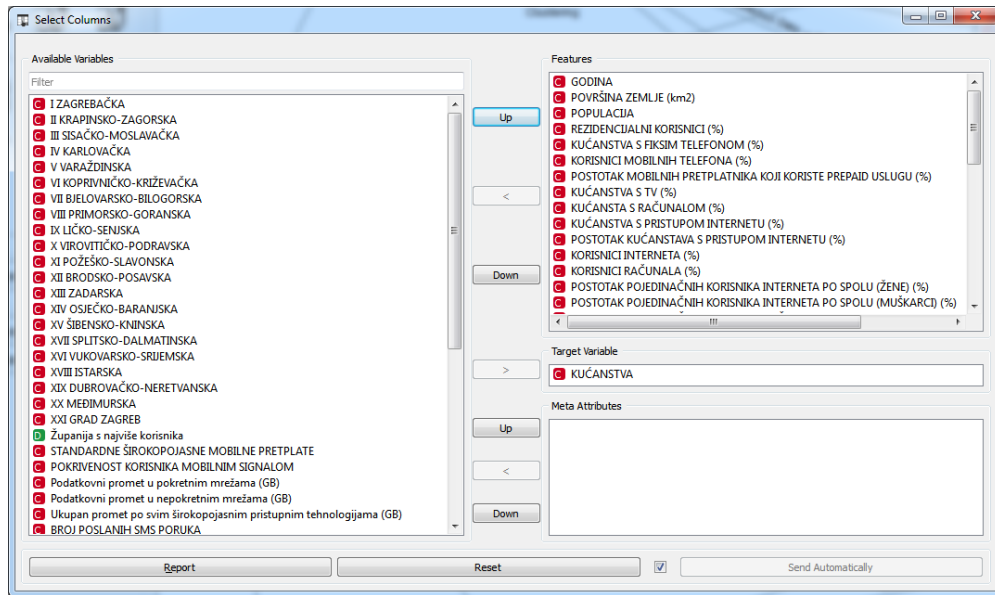 Select Columns
Available Variables
Filter
C I ZAGREBAČKA
C II KRAPINSKO-ZAGORSKA
C III SISAČKO-MOSLAVAČKA
C IV KARLOVAČKA
C V VARAŽDINSKA
C VI KOPRIVNIČKO-KRIŽEVAČKA
C VII BJELOVARSKO-BILOGORSKA
C VIII PRIMORSKO-GORANSKA
C IX LIČKO-SENJSKA
C X VIROVITIČKO-PODRAVSKA
C XI POŽEŠKO-SLAVONSKA
C XII BRODSKO-POSAVSKA
C XIII ZADARSKA
C XIV OSJEČKO-BARANJSKA
C XV ŠIBENSKO-KNINSKA
C XVII SPLITSKO-DALMATINSKA
C XVI VUKOVARSKO-SRIJEMSKA
C XVIII ISTARSKA
C XIX DUBROVAČKO-NERETVANSKA
C XX MEĐIMURSKA
C XXI GRAD ZAGREB
D Županija s najviše korisnika
C STANDARDNE ŠIROKOPOJASNE MOBILNE PRETPLATE
C POKRIVENOST KORISNIKA MOBILNIM SIGNALOM
C Podatkovni promet u pokretnim mrežama (GB)
C Podatkovni promet u nepokretnim mrežama (GB)
C Ukupan promet po svim širokopojasnim pristupnim tehnologijama (GB)
C BROJ POSLANIH SMS PORUKA
Up
<
Down
>
Up
<
Down
Features
C GODINA
C POVRŠINA ZEMLJE (km2)
C POPULACIJA
C REZIDENCIJALNI KORISNICI (%)
C KUĆANSTVA S FIKSIM TELEFONOM (%)
C KORISNICI MOBILNIH TELEFONA (%)
C POSTOTAK MOBILNIH PRETPLATNIKA KOJI KORISTE PREPAID USLUGU (%)
C KUĆANSTVA S TV (%)
C KUĆANSTA S RAČUNALOM (%)
C KUĆANSTVA S PRISTUPOM INTERNETU (%)
C POSTOTAK KUĆANSTAVA S PRISTUPOM INTERNETU (%)
C KORISNICI INTERNETA (%)
C KORISNICI RAČUNALA (%)
C POSTOTAK POJEDINAČNIH KORISNIKA INTERNETA PO SPOLU (ŽENE) (%)
C POSTOTAK POJEDINAČNIH KORISNIKA INTERNETA PO SPOLU (MUŠKARCI) (%)
Target Variable
C KUĆANSTVA
Meta Attributes
Report
Reset
Send Automatically